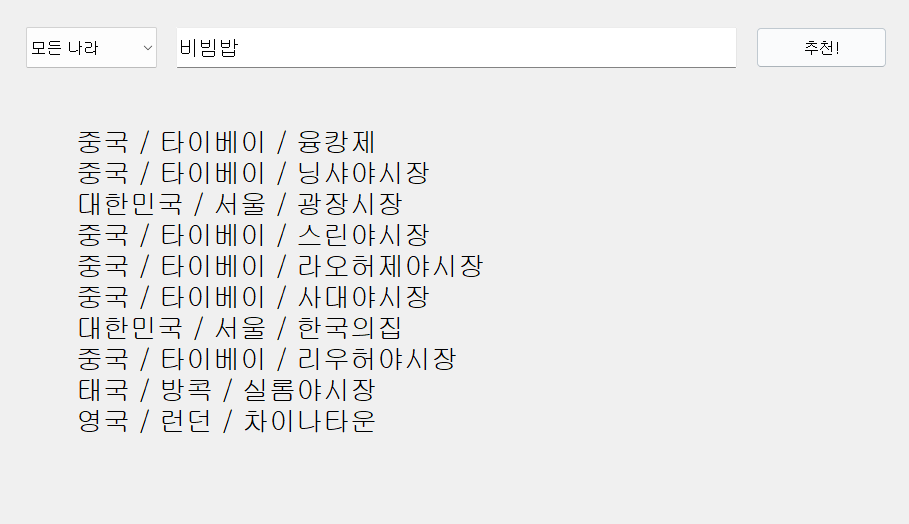 모든 나라
비빔밥
추천!
중국 / 타이베이 / 융캉제
중국 / 타이베이 / 닝샤야시장
대한민국 / 서울 / 광장시장
중국 / 타이베이 / 스린야시장
중국 / 타이베이 / 라오허제야시장
중국 / 타이베이 / 사대야시장
대한민국 / 서울 / 한국의집
중국 / 타이베이 / 리우허야시장
태국 / 방콕 / 실롬야시장
영국 / 런던 / 차이나타운